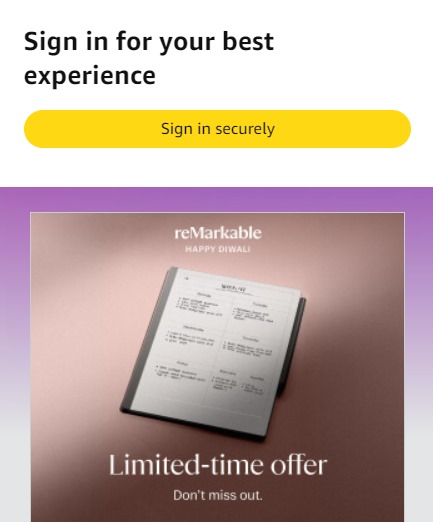 Sign in for your best
experience
Sign in securely
reMarkable
HAPPY DIWALI
Limited-time offer
Don't miss out.